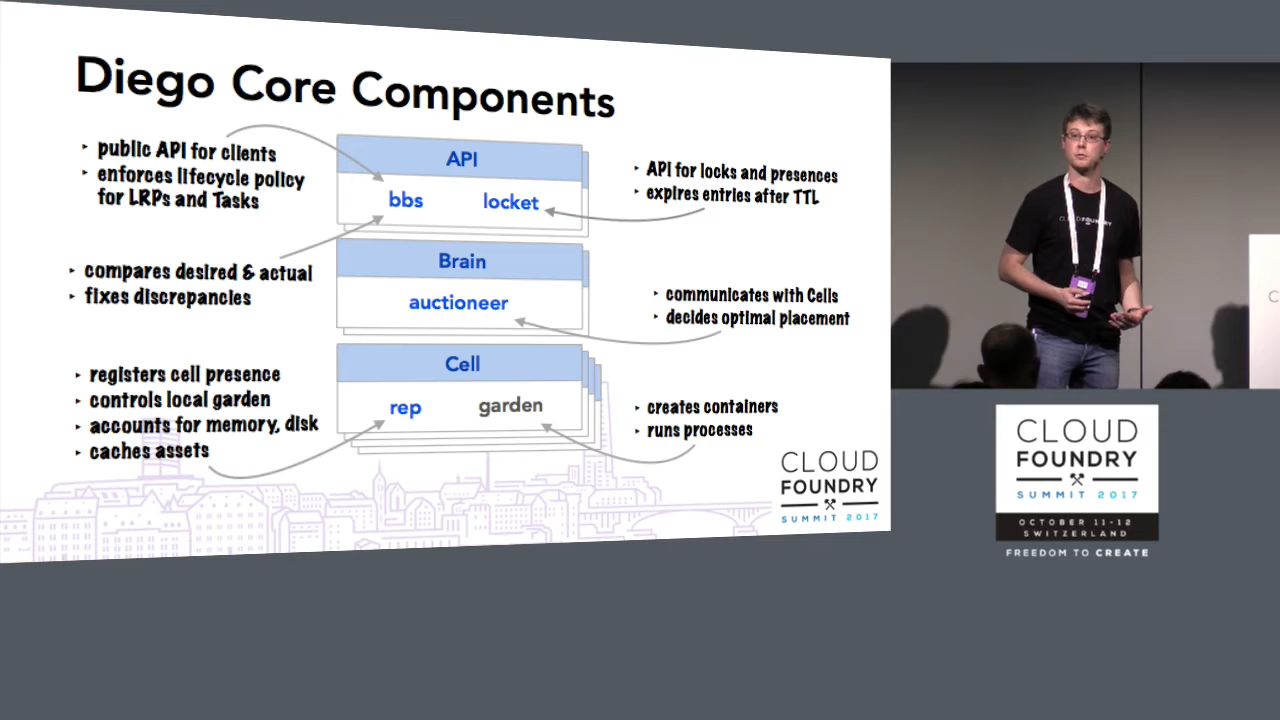 Diego Core Components
‣ public API for clients
‣ enforces lifecycle policy
for LRPs and Tasks
‣ compares desired & actual
‣ fixes discrepancies
‣ registers cell presence
‣ controls local garden
‣ accounts for memory, disk
‣ caches assets
API
bbs locket
Brain
auctioneer
Cell
rep garden
‣ API for locks and presences
‣ expires entries after TTL
‣ communicates with Cells
‣ decides optimal placement
‣ creates containers
‣ runs processes
CLOUD
FOUNDRY
SUMMIT 2017
CLOUD FOUNDRY
C
CLOUD
FOUNDRY
SUMMIT 2017
OCTOBER 11-12
SWITZERLAND
FREEDOM TO CREATE